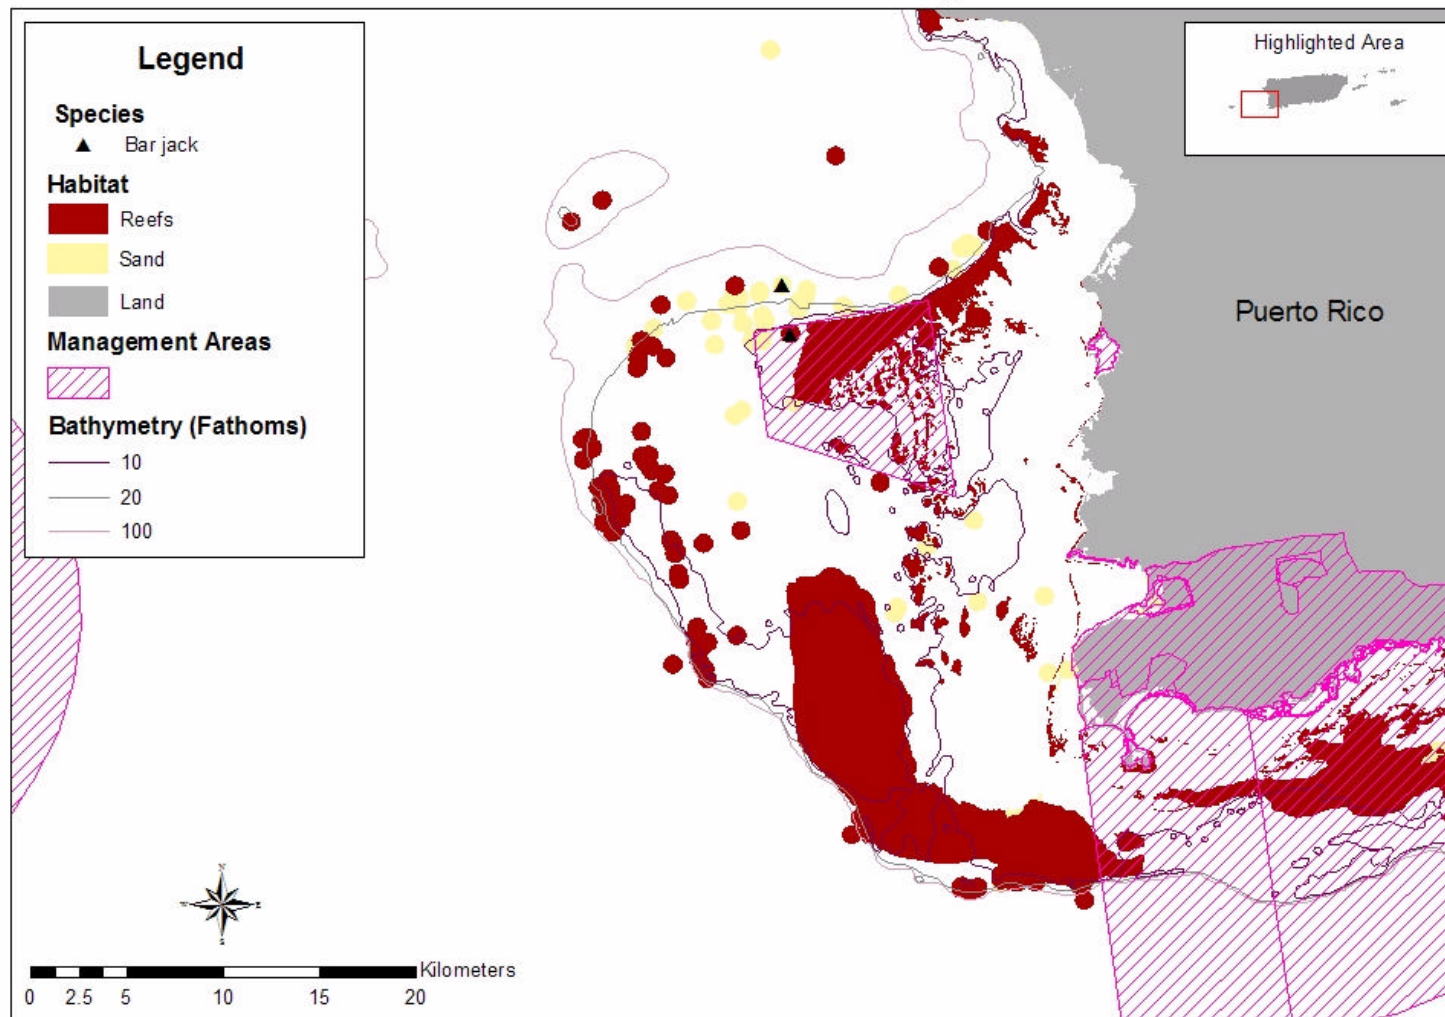 Legend
Species
Bar jack
Habitat
Reefs
Sand
Land
Management Areas
Bathymetry (Fathoms)
10
20
100
Highlighted Area
Puerto Rico
N
S
Kilometers
0 2.5 5 10 15 20